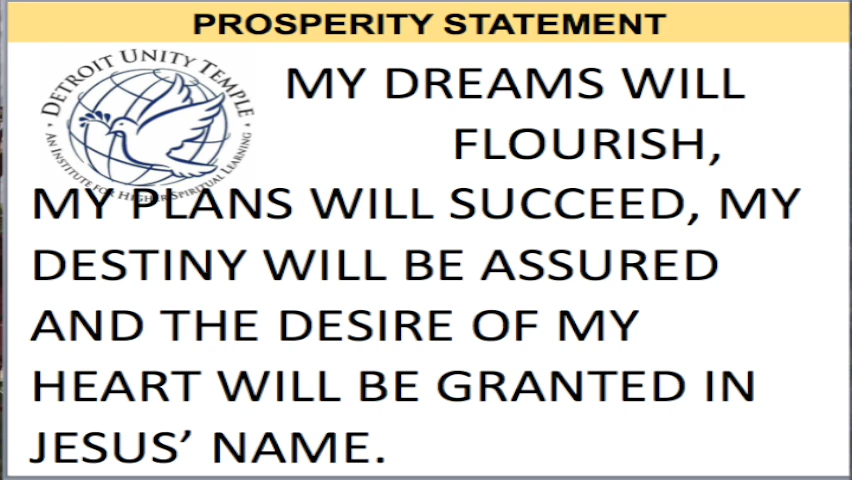 PROSPERITY STATEMENT
DETROIT UNITY TEMPLE
AN INSTITUTE FOR HIGHER SPIRITUAL LEARNING
MY DREAMS WILL
FLOURISH,
MY PLANS WILL SUCCEED, MY
DESTINY WILL BE ASSURED
AND THE DESIRE OF MY
HEART WILL BE GRANTED IN
JESUS’ NAME.